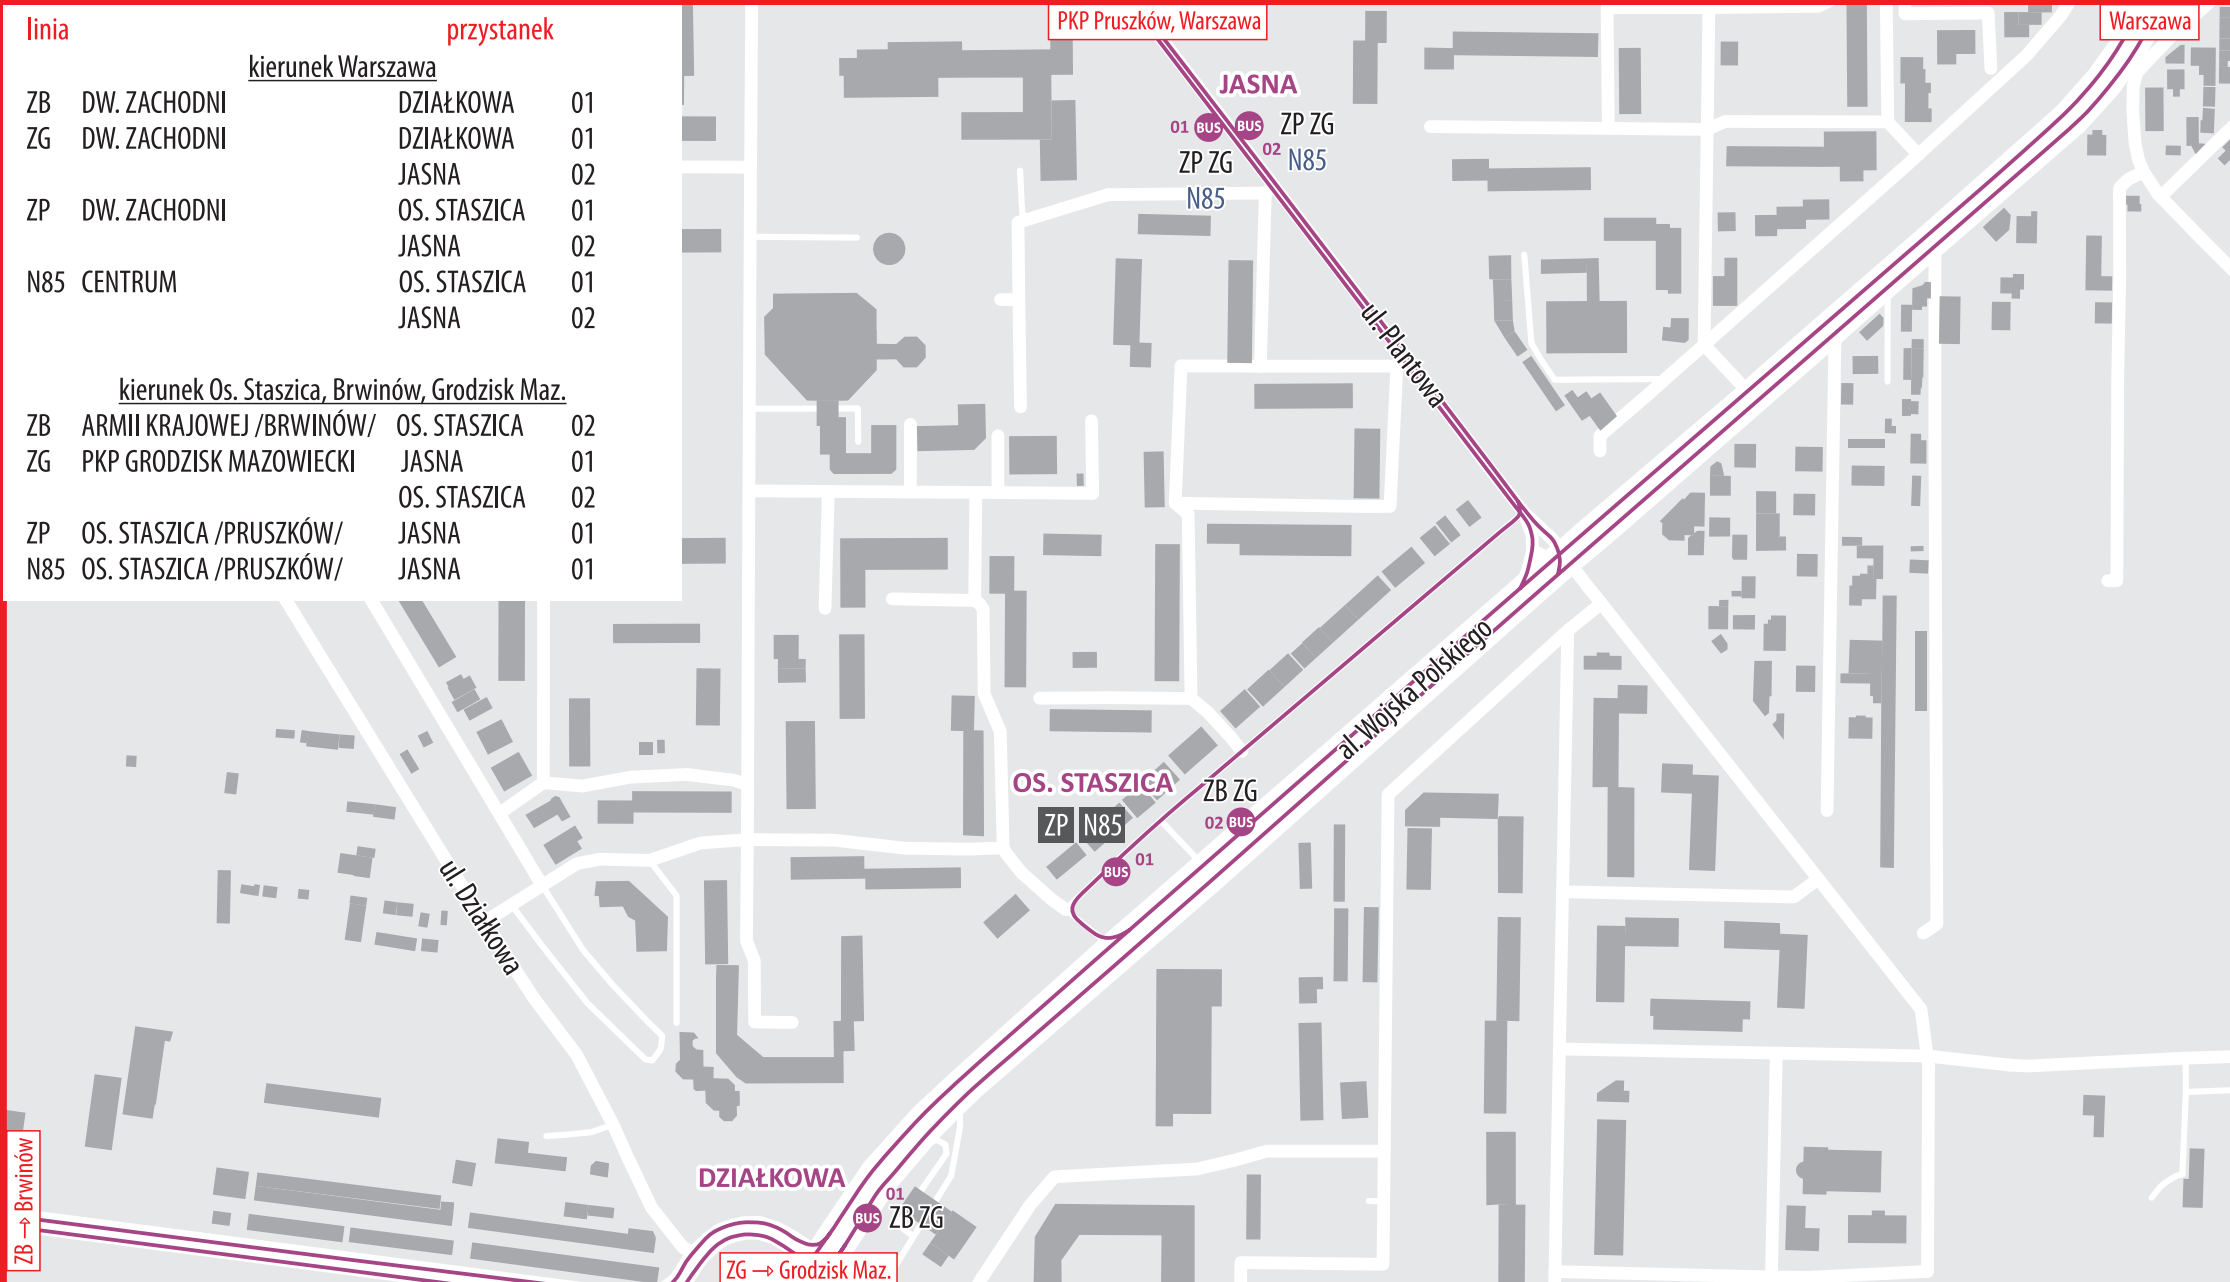 linia przystanek
kierunek Warszawa
ZB DW. ZACHODNI DZIAŁKOWA 01
ZG DW. ZACHODNI DZIAŁKOWA 01
JASNA 02
ZP DW. ZACHODNI OS. STASZICA 01
JASNA 02
N85 CENTRUM OS. STASZICA 01
JASNA 02
kierunek Os. Staszica, Brwinów, Grodzisk Maz.
ZB ARMII KRAJOWEJ /BRWINÓW/ OS. STASZICA 02
ZG PKP GRODZISK MAZOWIECKI JASNA 01
OS. STASZICA 02
ZP OS. STASZICA /PRUSZKÓW/ JASNA 01
N85 OS. STASZICA /PRUSZKÓW/ JASNA 01
PKP Pruszków, Warszawa
Warszawa
JASNA
01 BUS BUS ZP ZG
02 N85
ZP ZG
N85
ul. Plantowa
al. Wojska Polskiego
OS. STASZICA
ZP N85
BUS 01
ZB ZG
02 BUS
ul. Działkowa
DZIAŁKOWA
01
BUS ZB ZG
ZB → Brwinów
ZG → Grodzisk Maz.